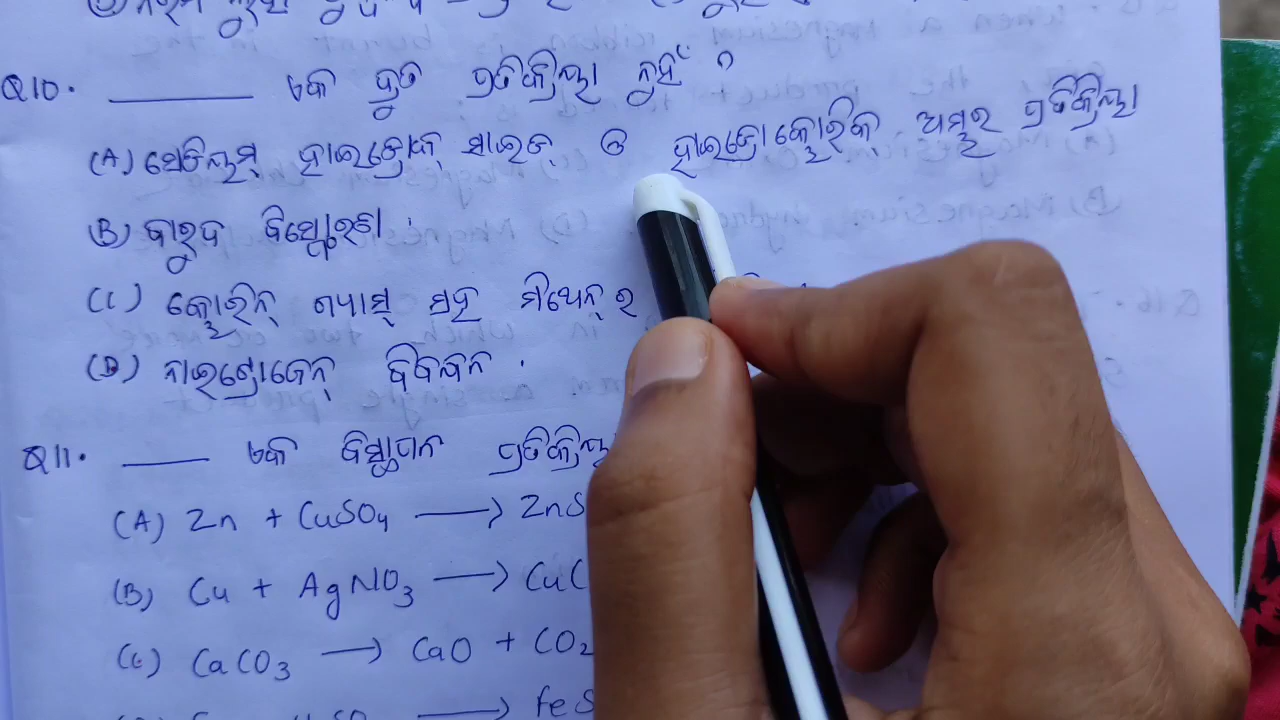 Q10. ______ ଏକ ଦ୍ରୁତ ପ୍ରତିକ୍ରିୟା ନୁହଁ ?
(A) ସୋଡିୟମ୍ ହାଇଡ୍ରୋକ୍ ସାଇଡ୍ ଓ ହାଇଡ୍ରୋକ୍ଲୋରିକ୍ ଅମ୍ଳର ପ୍ରତିକ୍ରିୟା
(B) ବାରୁଦ ବିସ୍ଫୋରଣ .
(C) କ୍ଲୋରିନ୍ ଗ୍ୟାସ୍ ସହ ମିଥେନ୍ ର
(D) ନାଇଟ୍ରୋଜେନ୍ ବିବନ୍ଧନ .
Q11. ____ ଏକ ବିସ୍ଥାପନ ପ୍ରତିକ୍ରିୟା
(A) Zn + CuSO₄ ⟶ ZnS
(B) Cu + AgNO₃ ⟶ CuC
(C) CaCO₃ ⟶ CaO + CO₂
⟶ FeS